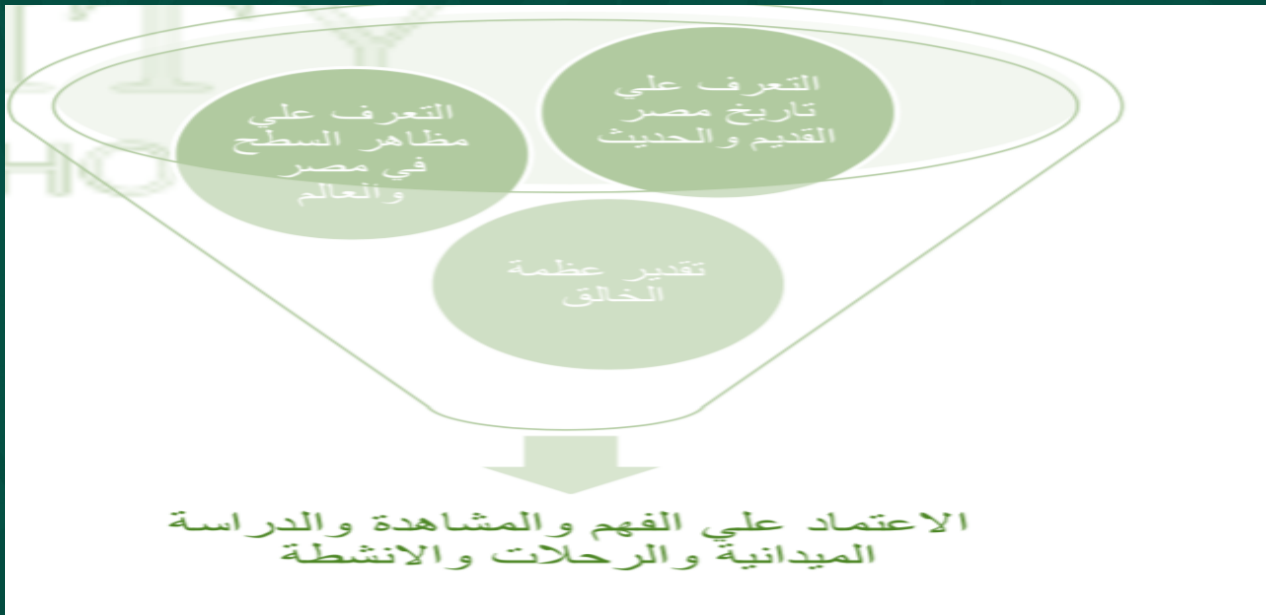 التعرف علي
تاريخ مصر
القديم والحديث
التعرف علي
مظاهر السطح
في مصر
والعالم
تقدير عظمة
الخالق
الاعتماد علي الفهم والمشاهدة والدراسة
الميدانية والرحلات والانشطة